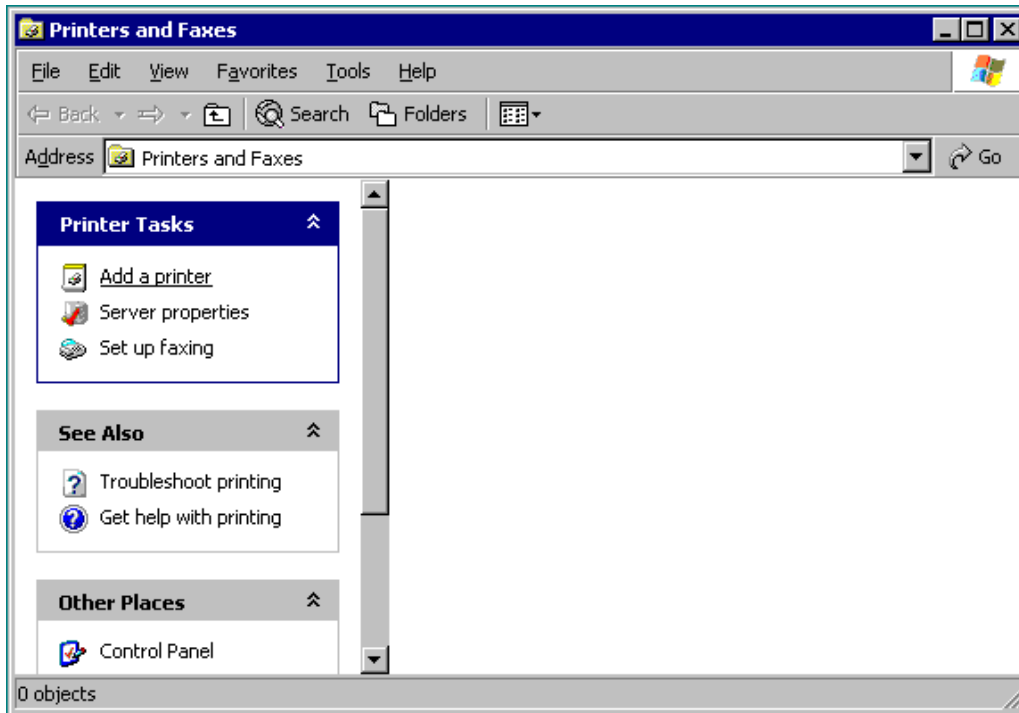 Printers and Faxes
File Edit View Favorites Tools Help
Back Search Folders
Address Printers and Faxes Go
Printer Tasks
Add a printer
Server properties
Set up faxing
See Also
Troubleshoot printing
Get help with printing
Other Places
Control Panel
0 objects